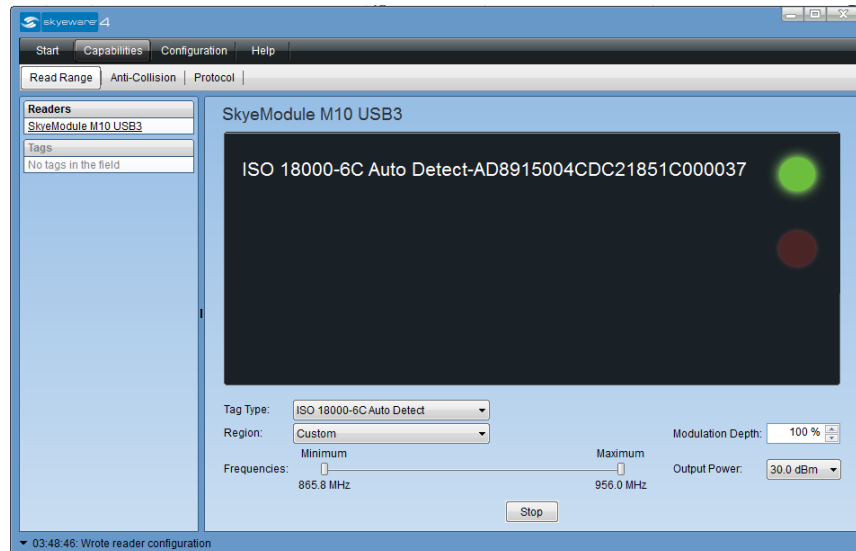 skyeware 4
Start Capabilities Configuration Help
Read Range Anti-Collision Protocol
Readers
SkyeModule M10 USB3
Tags
No tags in the field
SkyeModule M10 USB3
ISO 18000-6C Auto Detect-AD8915004CDC21851C000037
Tag Type: ISO 18000-6C Auto Detect
Region: Custom
Modulation Depth: 100 %
Minimum Maximum
Frequencies:
Output Power: 30.0 dBm
865.8 MHz 956.0 MHz
Stop
03:48:46: Wrote reader configuration